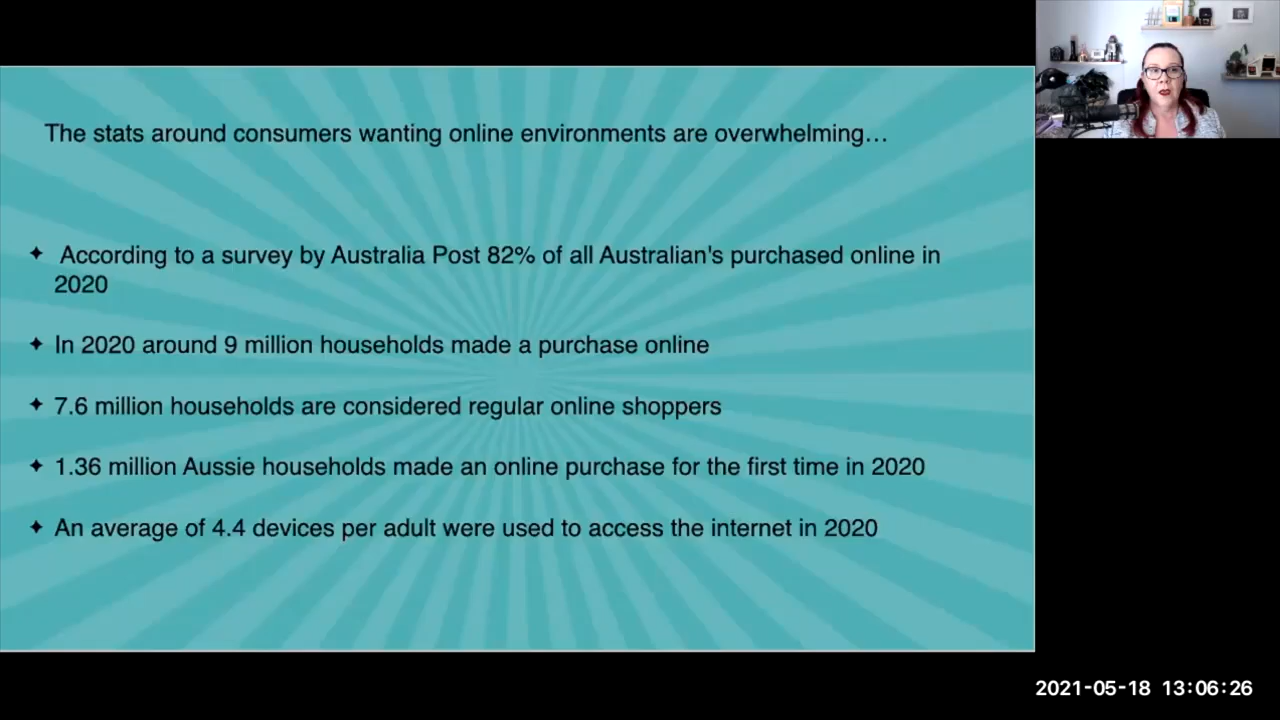 The stats around consumers wanting online environments are overwhelming…
✦ According to a survey by Australia Post 82% of all Australian's purchased online in
2020
✦ In 2020 around 9 million households made a purchase online
✦ 7.6 million households are considered regular online shoppers
✦ 1.36 million Aussie households made an online purchase for the first time in 2020
✦ An average of 4.4 devices per adult were used to access the internet in 2020
2021-05-18 13:06:26